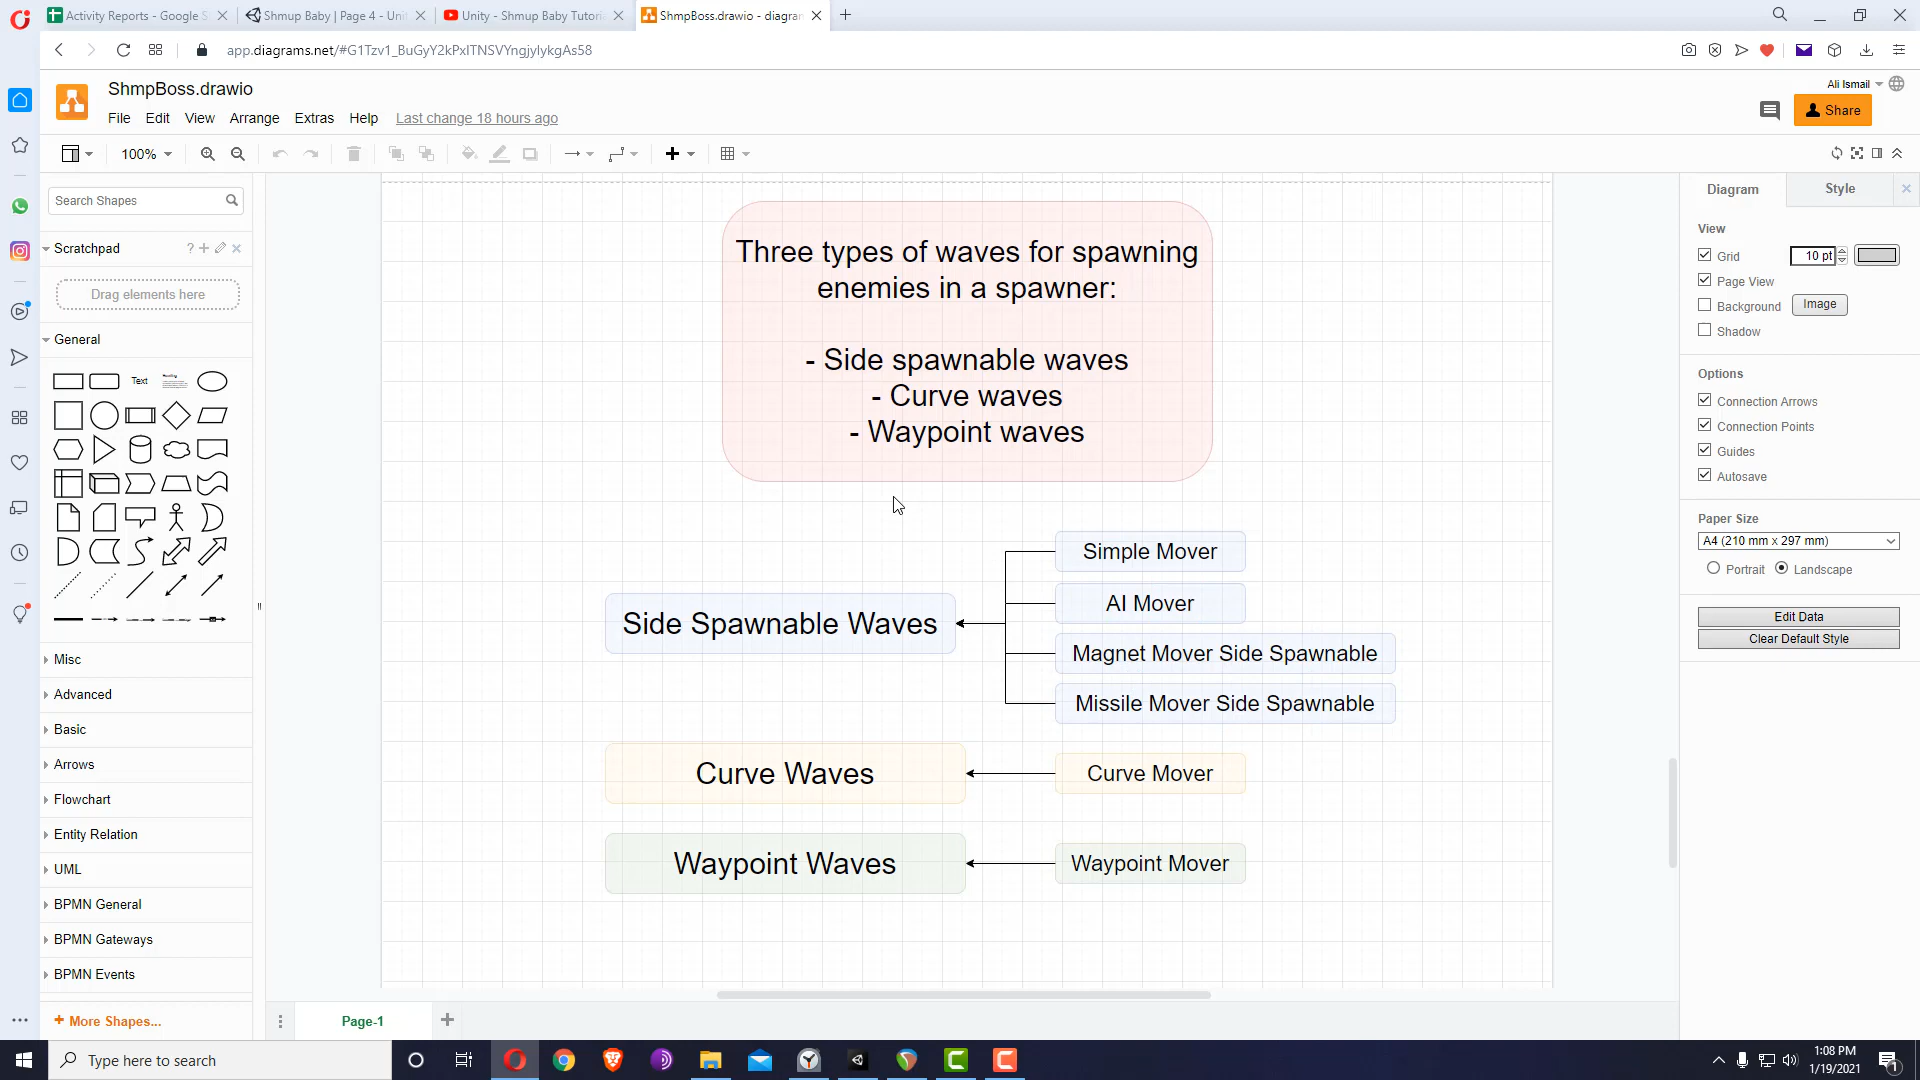 Activity Reports - Google S
Shmup Baby | Page 4 - Unit
Unity - Shmup Baby Tutoria
ShmpBoss.drawio - diagram
app.diagrams.net/#G1Tzv1_BuGyY2kPxITNSVYngjylykgAs58
ShmpBoss.drawio
Ali Ismail
File Edit View Arrange Extras Help Last change 18 hours ago
Share
100%
Search Shapes
Scratchpad
?
Drag elements here
General
Text
Heading
Misc
Advanced
Basic
Arrows
Flowchart
Entity Relation
UML
BPMN General
BPMN Gateways
BPMN Events
+ More Shapes...
Three types of waves for spawning
enemies in a spawner:
- Side spawnable waves
- Curve waves
- Waypoint waves
Side Spawnable Waves
Simple Mover
AI Mover
Magnet Mover Side Spawnable
Missile Mover Side Spawnable
Curve Waves
Curve Mover
Waypoint Waves
Waypoint Mover
Page-1
Diagram
Style
View
Grid
10 pt
Page View
Background
Image
Shadow
Options
Connection Arrows
Connection Points
Guides
Autosave
Paper Size
A4 (210 mm x 297 mm)
Portrait
Landscape
Edit Data
Clear Default Style
Type here to search
1:08 PM
1/19/2021
1